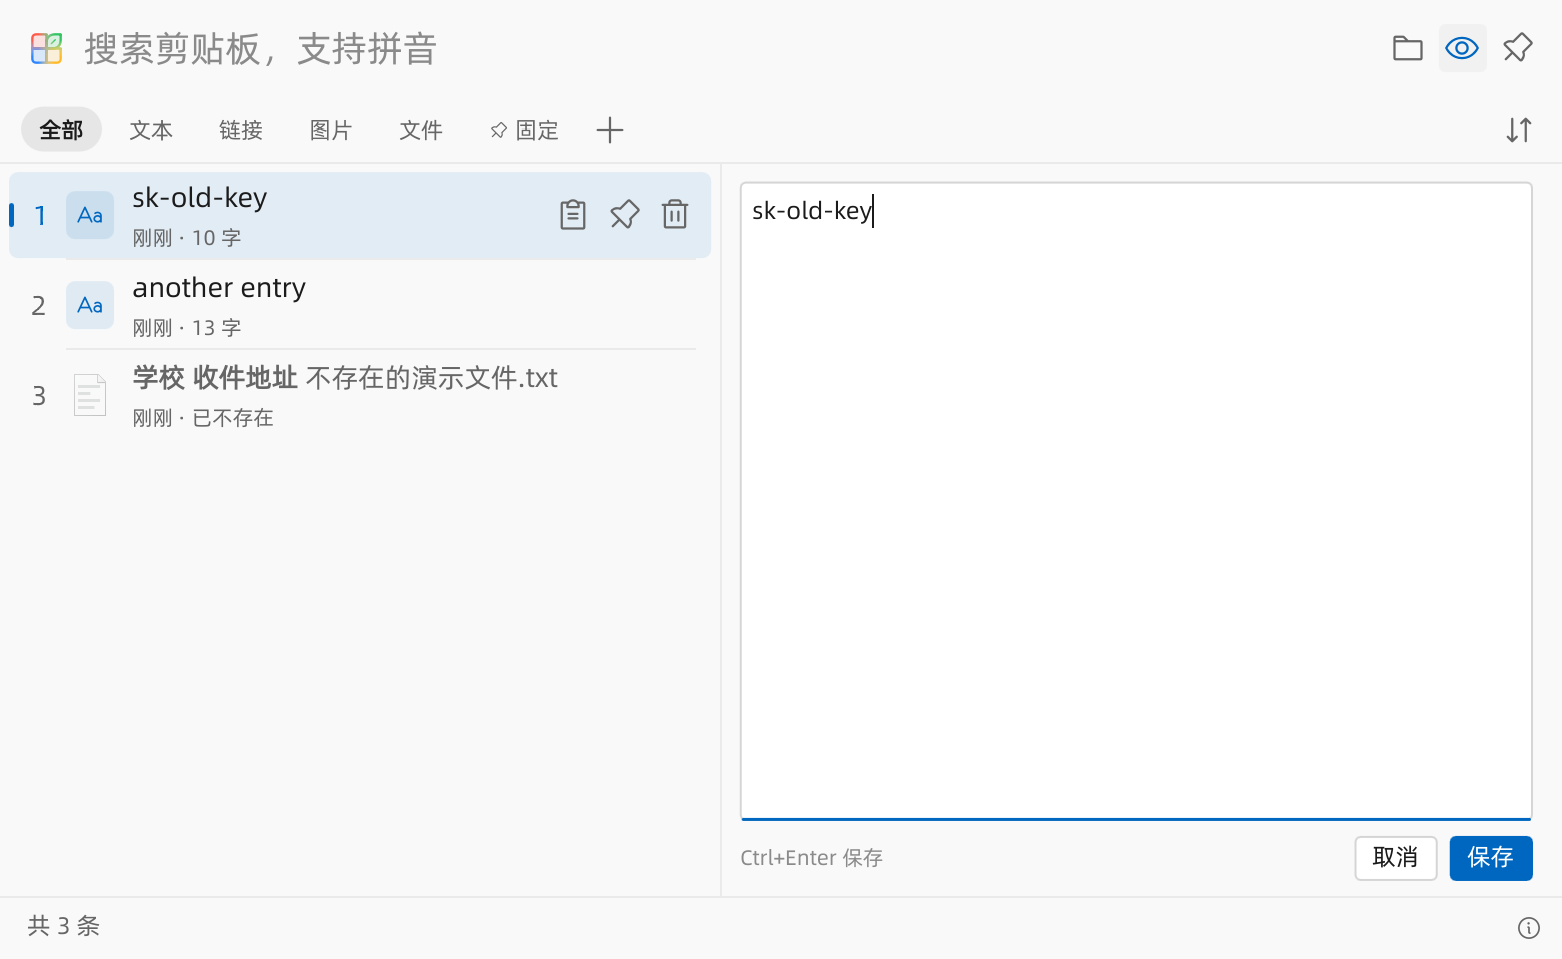 搜索剪贴板，支持拼音
全部 文本 链接 图片 文件 固定
1 Aa sk-old-key
刚刚 · 10 字
2 Aa another entry
刚刚 · 13 字
3 学校 收件地址 不存在的演示文件.txt
刚刚 · 已不存在
sk-old-key
Ctrl+Enter 保存 取消 保存
共 3 条